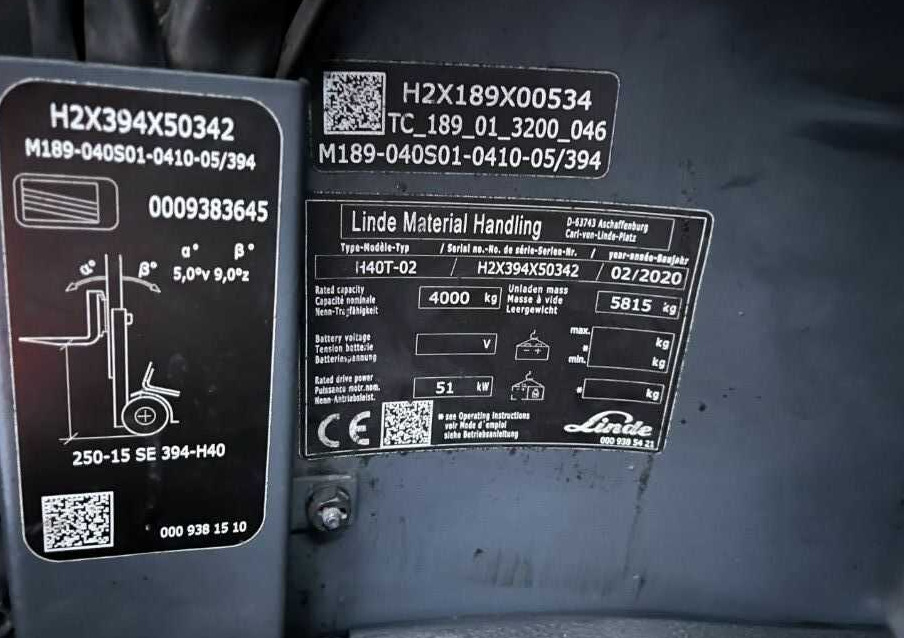 H2X394X50342
M189-040S01-0410-05/394
0009383645
α° β°
5,0°v 9,0°z
α° β°
250-15 SE 394-H40
000 938 15 10
H2X189X00534
TC_189_01_3200_046
M189-040S01-0410-05/394
Linde Material Handling
D-63743 Aschaffenburg
Carl-von-Linde-Platz
Type-Modèle-Typ / Serial no.-No. de série-Serien-Nr. / year-année-Baujahr
H40T-02 / H2X394X50342 / 02/2020
Rated capacity
Capacité nominale
Nenn-Tragfähigkeit
4000 kg
Unladen mass
Masse à vide
Leergewicht
5815 kg
Battery voltage
Tension batterie
Batteriespannung
V
- +
max. kg
*
min. kg
Rated drive power
Puissance motr.nom.
Nenn-Antriebsleist.
51 kW
* kg
CE
* see Operating Instructions
voir Mode d'emploi
siehe Betriebsanleitung
Linde
000 938 54 21